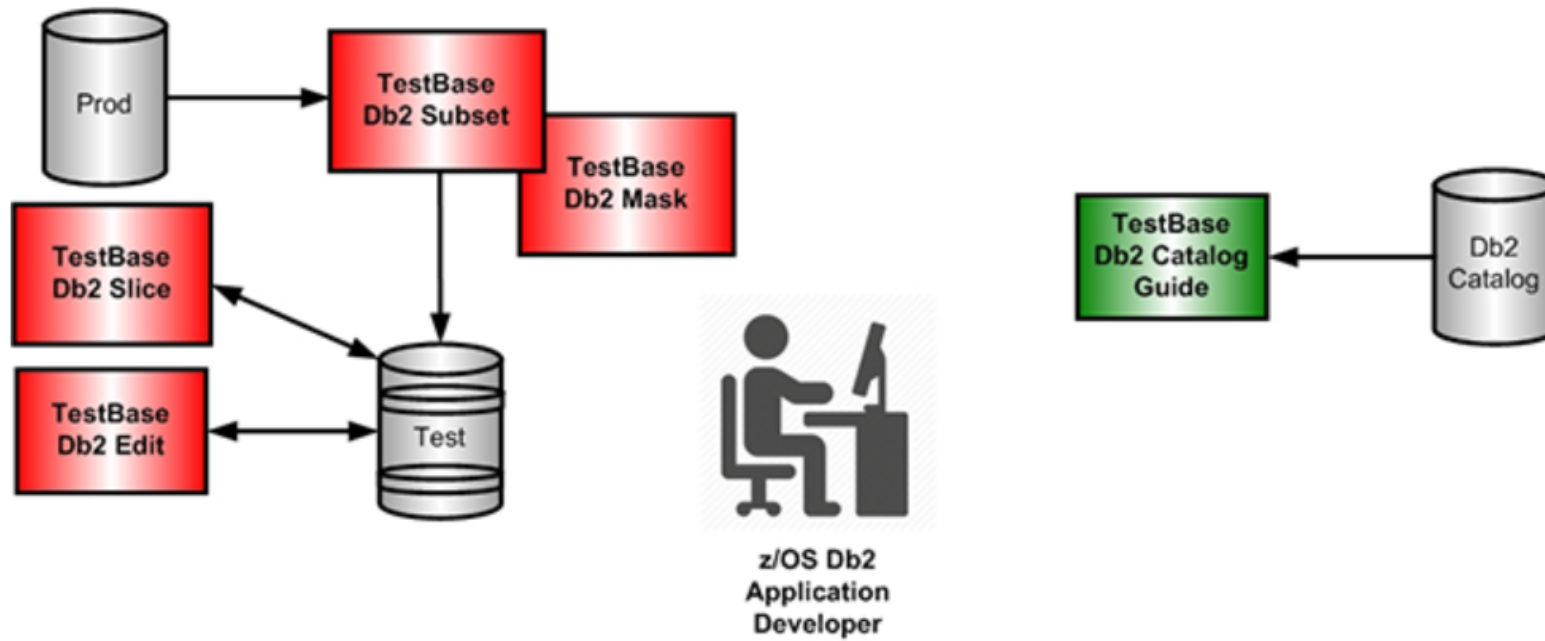 Prod
TestBase
Db2 Subset
TestBase
Db2 Mask
TestBase
Db2 Slice
TestBase
Db2 Edit
Test
z/OS Db2
Application
Developer
TestBase
Db2 Catalog
Guide
Db2
Catalog